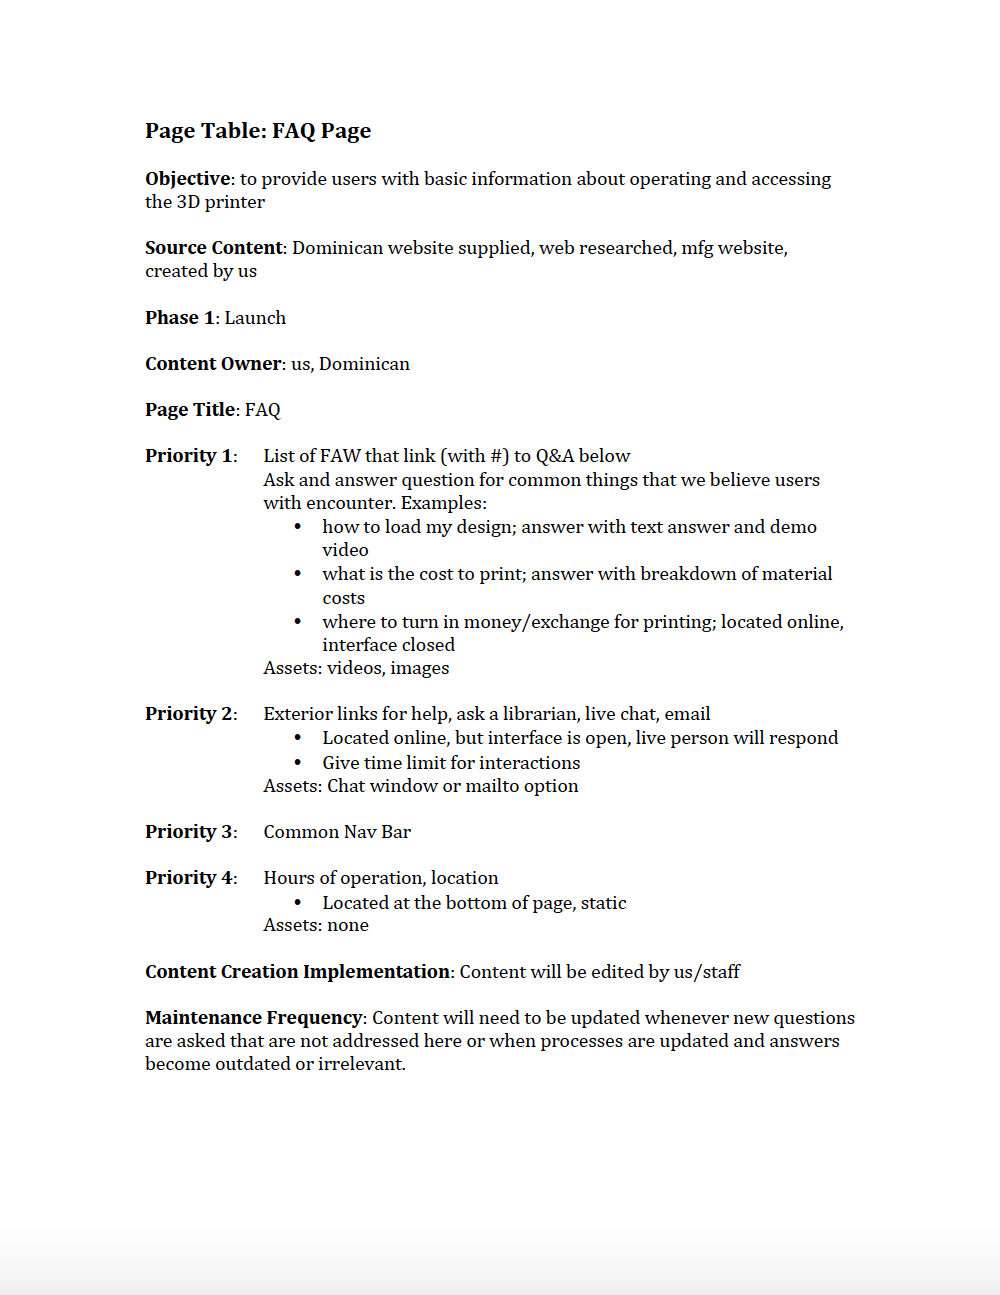 Page Table: FAQ Page
Objective: to provide users with basic information about operating and accessing
the 3D printer
Source Content: Dominican website supplied, web researched, mfg website,
created by us
Phase 1: Launch
Content Owner: us, Dominican
Page Title: FAQ
Priority 1: List of FAW that link (with #) to Q&A below
Ask and answer question for common things that we believe users
with encounter. Examples:
• how to load my design; answer with text answer and demo
video
• what is the cost to print; answer with breakdown of material
costs
• where to turn in money/exchange for printing; located online,
interface closed
Assets: videos, images
Priority 2: Exterior links for help, ask a librarian, live chat, email
• Located online, but interface is open, live person will respond
• Give time limit for interactions
Assets: Chat window or mailto option
Priority 3: Common Nav Bar
Priority 4: Hours of operation, location
• Located at the bottom of page, static
Assets: none
Content Creation Implementation: Content will be edited by us/staff
Maintenance Frequency: Content will need to be updated whenever new questions
are asked that are not addressed here or when processes are updated and answers
become outdated or irrelevant.